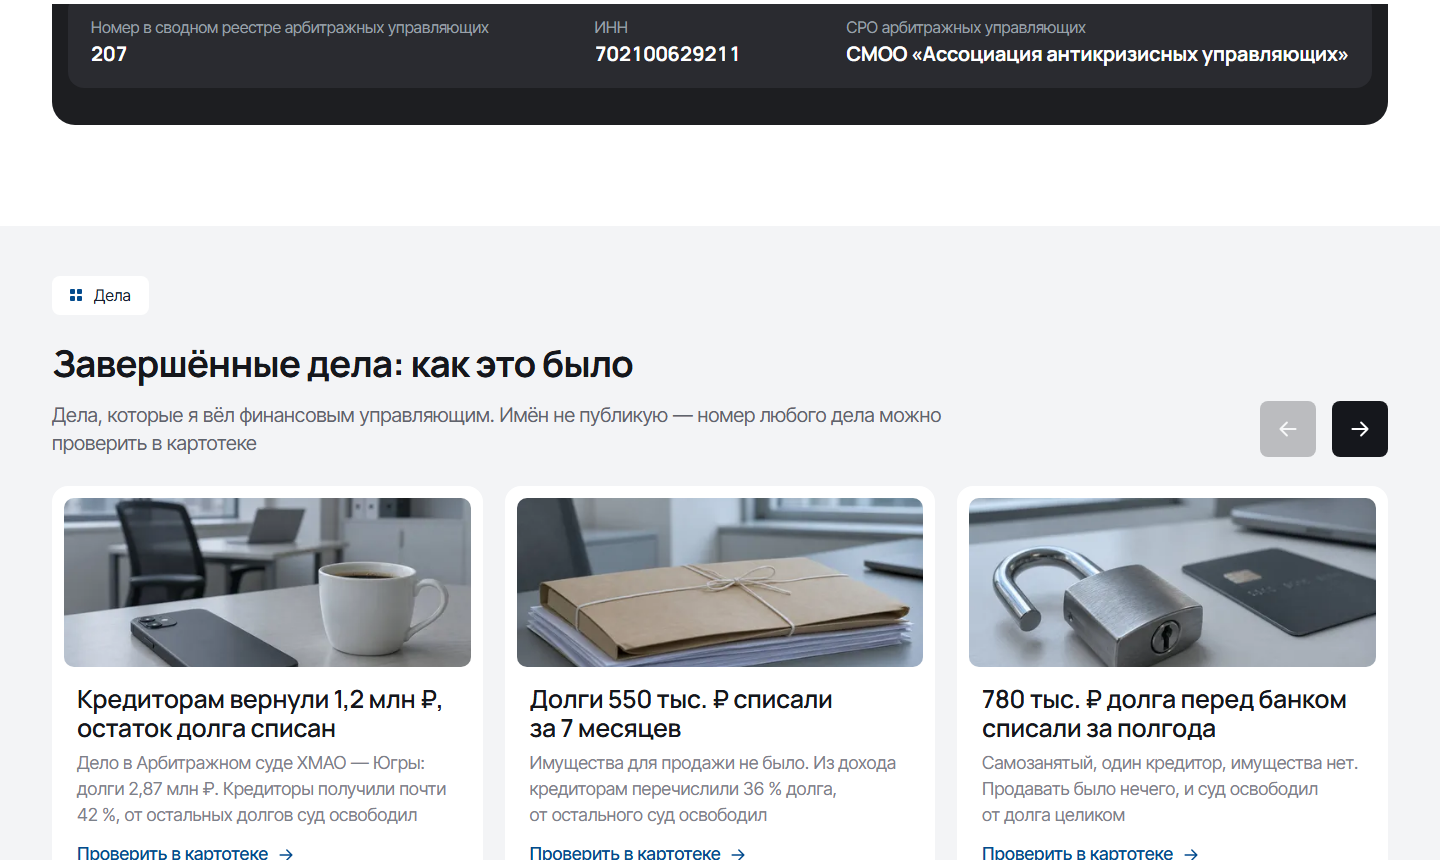 Номер в сводном реестре арбитражных управляющих
207
ИНН
702100629211
СРО арбитражных управляющих
СМОО «Ассоциация антикризисных управляющих»
Дела
Завершённые дела: как это было
Дела, которые я вёл финансовым управляющим. Имён не публикую — номер любого дела можно
проверить в картотеке
Кредиторам вернули 1,2 млн ₽,
остаток долга списан
Дело в Арбитражном суде ХМАО — Югры:
долги 2,87 млн ₽. Кредиторы получили почти
42 %, от остальных долгов суд освободил
Проверить в картотеке →
Долги 550 тыс. ₽ списали
за 7 месяцев
Имущества для продажи не было. Из дохода
кредиторам перечислили 36 % долга,
от остального суд освободил
Проверить в картотеке →
780 тыс. ₽ долга перед банком
списали за полгода
Самозанятый, один кредитор, имущества нет.
Продавать было нечего, и суд освободил
от долга целиком
Проверить в картотеке →